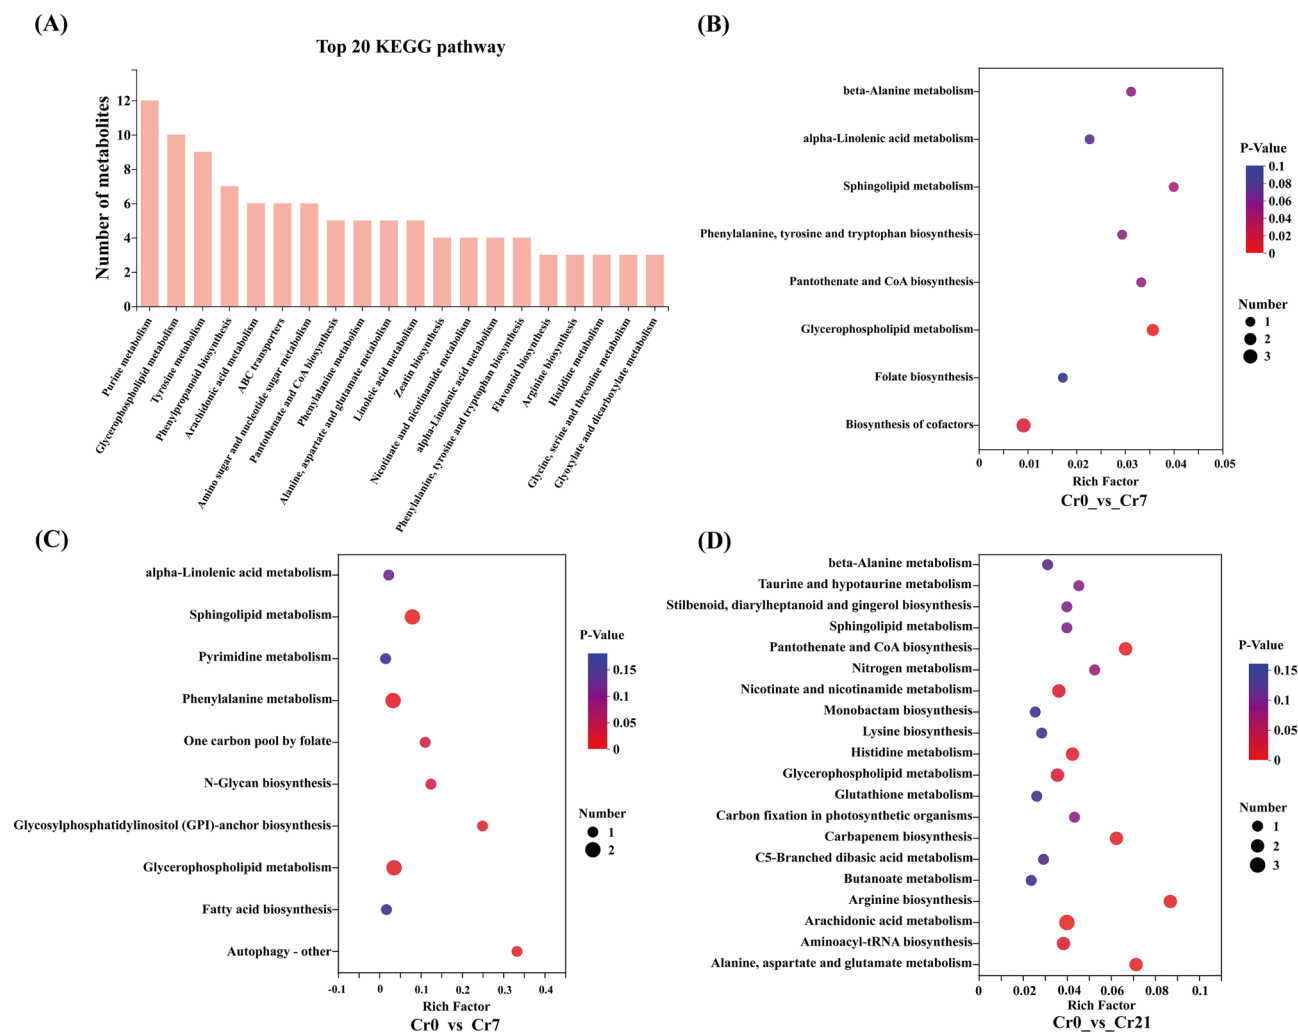 (A)
Top 20 KEGG pathway
Number of metabolites
12
10
8
6
4
2
0
Purine metabolism
Glycerophospholipid metabolism
Tyrosine metabolism
Phenylpropanoid biosynthesis
Arachidonic acid metabolism
ABC transporters
Amino sugar and nucleotide sugar metabolism
Pantothenate and CoA biosynthesis
Phenylalanine metabolism
Alanine, aspartate and glutamate metabolism
Linoleic acid metabolism
Zeatin biosynthesis
Nicotinate and nicotinamide metabolism
alpha-Linolenic acid metabolism
Phenylalanine, tyrosine and tryptophan biosynthesis
Flavonoid biosynthesis
Arginine biosynthesis
Histidine metabolism
Glycine, serine and threonine metabolism
Glyoxylate and dicarboxylate metabolism
(B)
beta-Alanine metabolism
alpha-Linolenic acid metabolism
Sphingolipid metabolism
Phenylalanine, tyrosine and tryptophan biosynthesis
Pantothenate and CoA biosynthesis
Glycerophospholipid metabolism
Folate biosynthesis
Biosynthesis of cofactors
0 0.01 0.02 0.03 0.04 0.05
Rich Factor
Cr0_vs_Cr7
P-Value
0.1
0.08
0.06
0.04
0.02
0
Number
1
2
3
(C)
alpha-Linolenic acid metabolism
Sphingolipid metabolism
Pyrimidine metabolism
Phenylalanine metabolism
One carbon pool by folate
N-Glycan biosynthesis
Glycosylphosphatidylinositol (GPI)-anchor biosynthesis
Glycerophospholipid metabolism
Fatty acid biosynthesis
Autophagy - other
-0.1 0 0.1 0.2 0.3 0.4
Rich Factor
Cr0_vs_Cr7
P-Value
0.15
0.1
0.05
0
Number
1
2
(D)
beta-Alanine metabolism
Taurine and hypotaurine metabolism
Stilbenoid, diarylheptanoid and gingerol biosynthesis
Sphingolipid metabolism
Pantothenate and CoA biosynthesis
Nitrogen metabolism
Nicotinate and nicotinamide metabolism
Monobactam biosynthesis
Lysine biosynthesis
Histidine metabolism
Glycerophospholipid metabolism
Glutathione metabolism
Carbon fixation in photosynthetic organisms
Carbapenem biosynthesis
C5-Branched dibasic acid metabolism
Butanoate metabolism
Arginine biosynthesis
Arachidonic acid metabolism
Aminoacyl-tRNA biosynthesis
Alanine, aspartate and glutamate metabolism
0 0.02 0.04 0.06 0.08 0.1
Rich Factor
Cr0_vs_Cr21
P-Value
0.15
0.1
0.05
0
Number
1
2
3